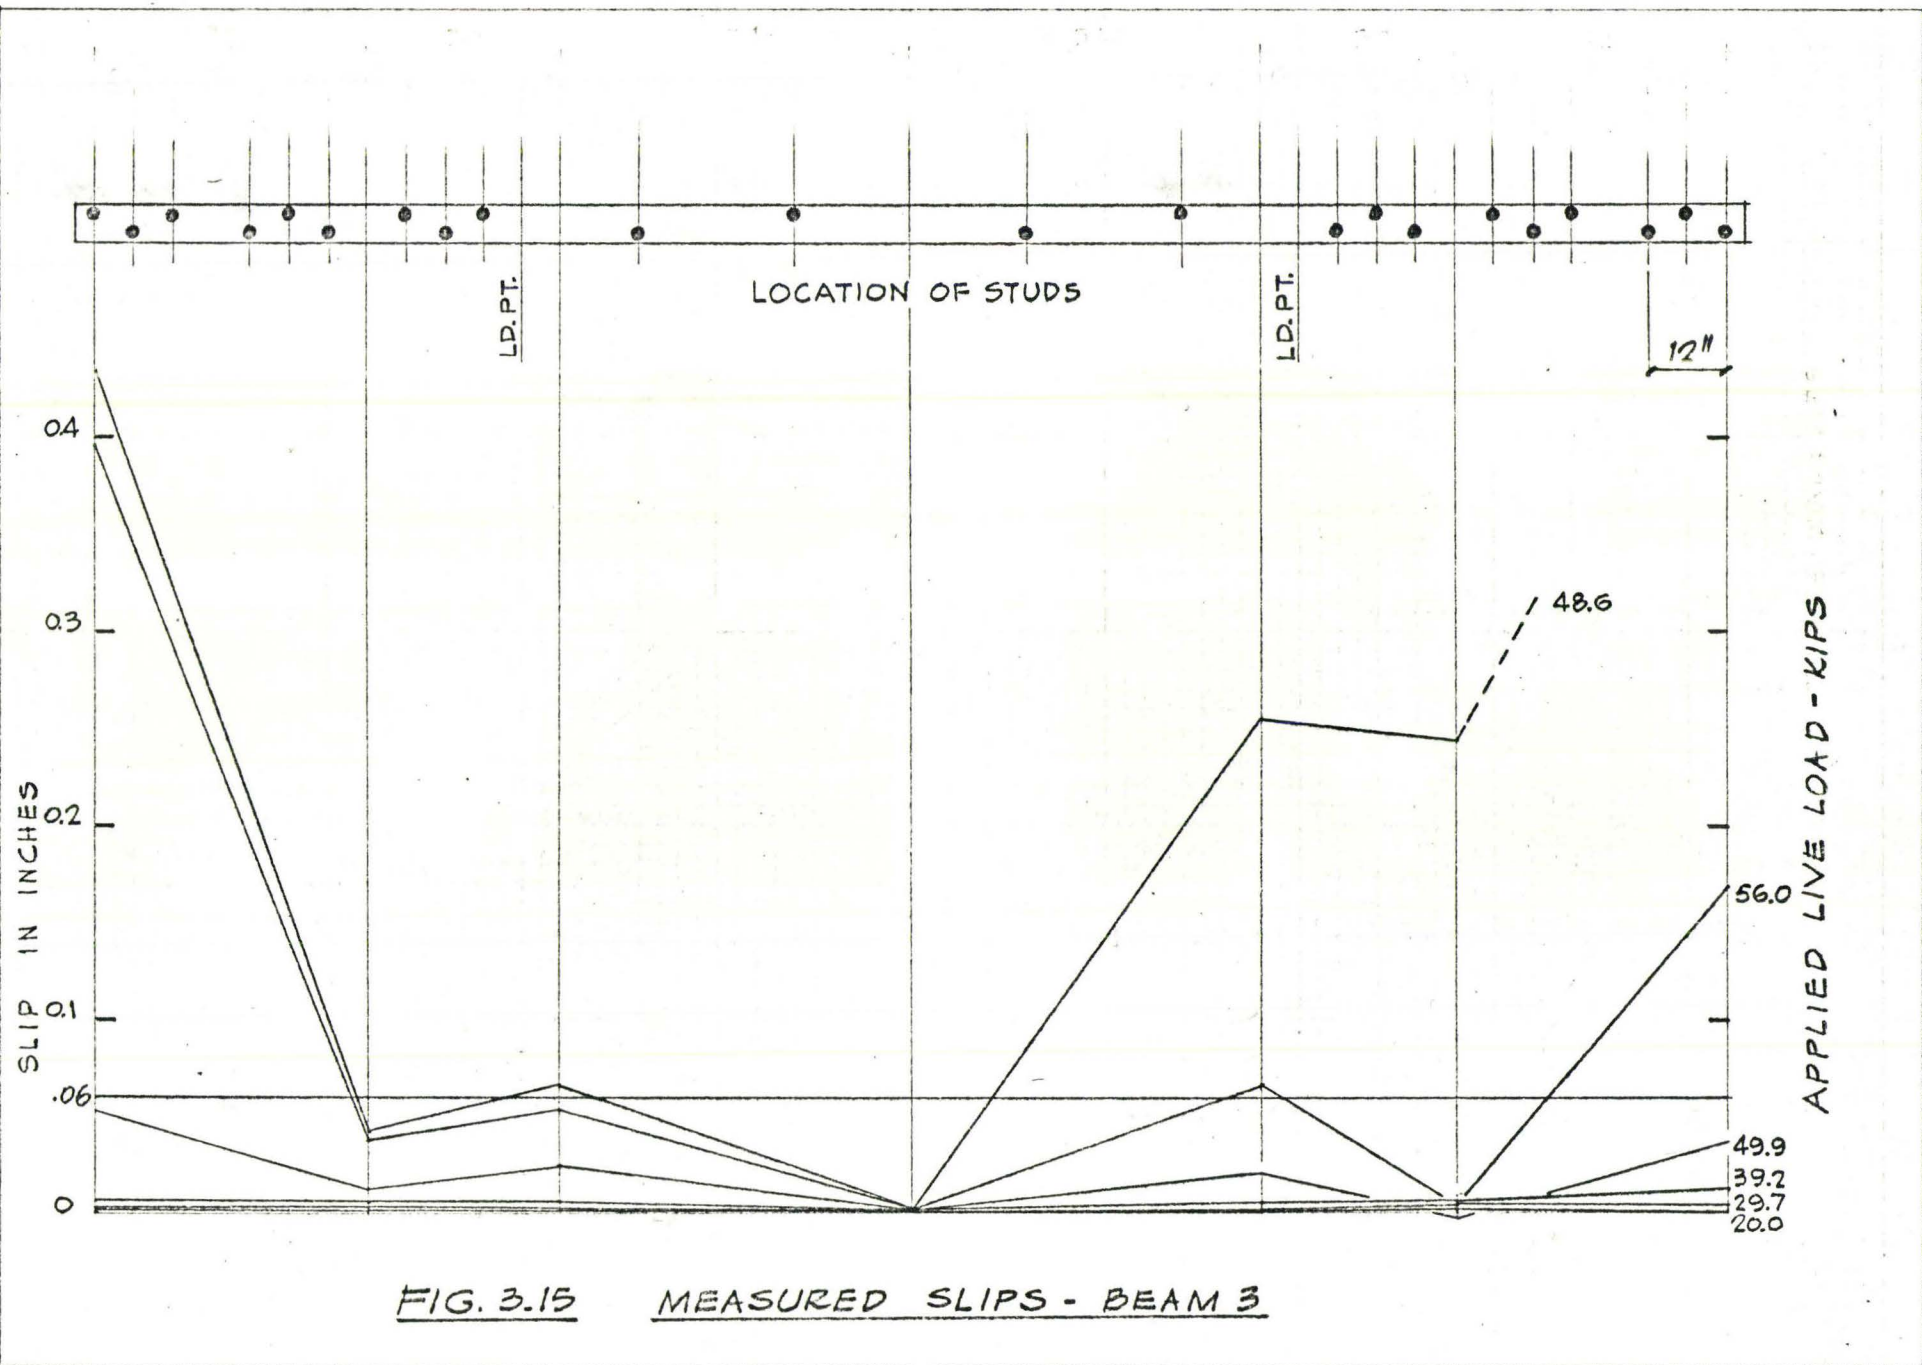 LD. PT.
LOCATION OF STUDS
LD. PT.
12"
0.4
0.3
0.2
0.1
.06
0
SLIP IN INCHES
48.6
56.0
49.9
39.2
29.7
20.0
APPLIED LIVE LOAD - KIPS
FIG. 3.15 MEASURED SLIPS - BEAM 3